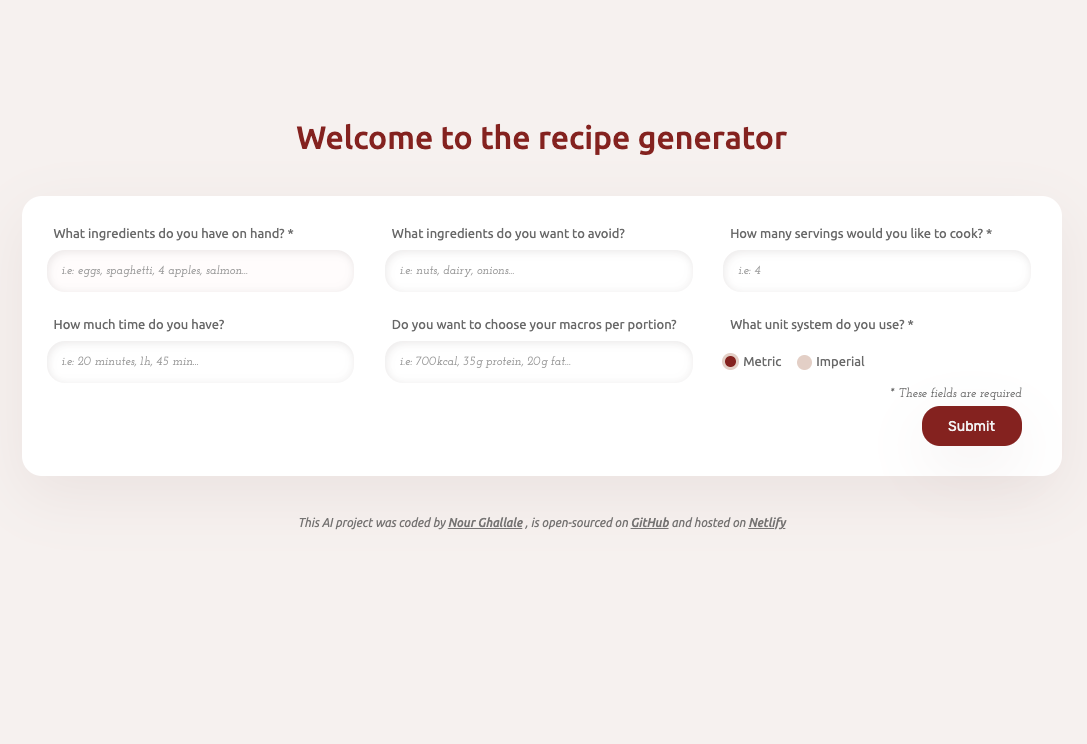 Welcome to the recipe generator
What ingredients do you have on hand? *
i.e: eggs, spaghetti, 4 apples, salmon...
What ingredients do you want to avoid?
i.e: nuts, dairy, onions...
How many servings would you like to cook? *
i.e: 4
How much time do you have?
i.e: 20 minutes, 1h, 45 min...
Do you want to choose your macros per portion?
i.e: 700kcal, 35g protein, 20g fat...
What unit system do you use? *
Metric Imperial
* These fields are required
Submit
This AI project was coded by Nour Ghallale , is open-sourced on GitHub and hosted on Netlify